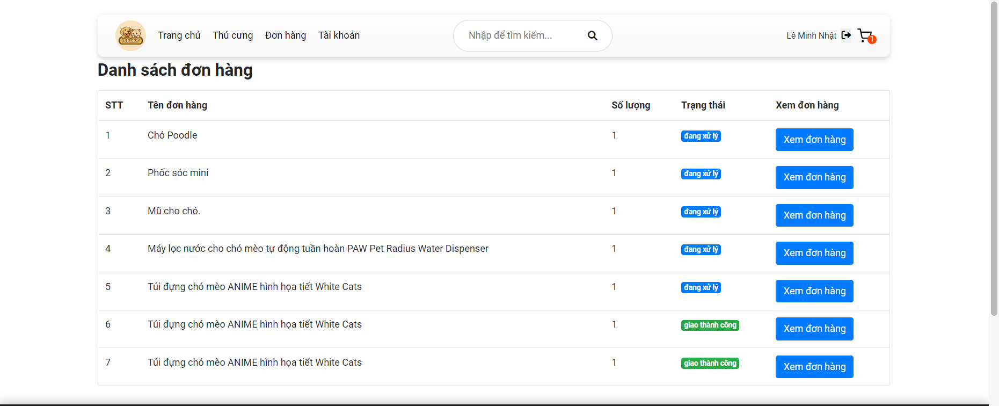 PET SHOP
Trang chủ Thú cưng Đơn hàng Tài khoản Nhập để tìm kiếm... Lê Minh Nhật 1
Danh sách đơn hàng
STT Tên đơn hàng Số lượng Trạng thái Xem đơn hàng
1 Chó Poodle 1 đang xử lý Xem đơn hàng
2 Phốc sóc mini 1 đang xử lý Xem đơn hàng
3 Mũ cho chó. 1 đang xử lý Xem đơn hàng
4 Máy lọc nước cho chó mèo tự động tuần hoàn PAW Pet Radius Water Dispenser 1 đang xử lý Xem đơn hàng
5 Túi đựng chó mèo ANIME hình họa tiết White Cats 1 đang xử lý Xem đơn hàng
6 Túi đựng chó mèo ANIME hình họa tiết White Cats 1 giao thành công Xem đơn hàng
7 Túi đựng chó mèo ANIME hình họa tiết White Cats 1 giao thành công Xem đơn hàng